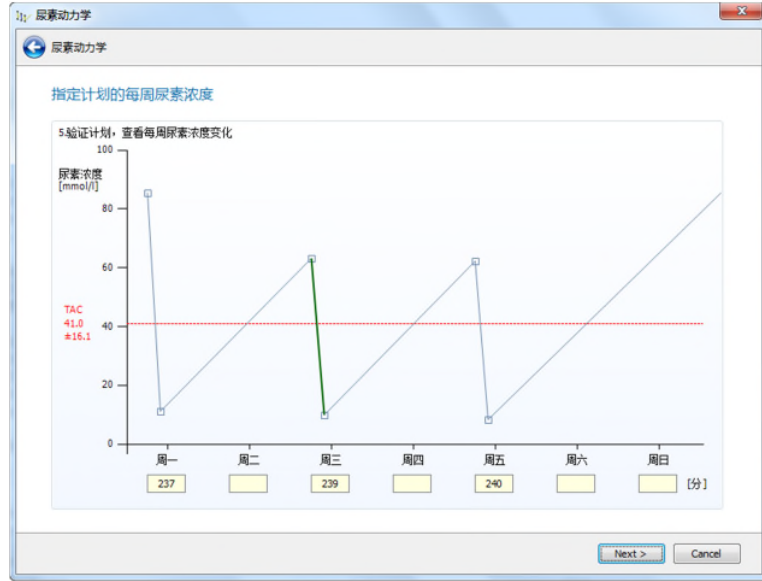 尿素动力学
尿素动力学
指定计划的每周尿素浓度
5.验证计划，查看每周尿素浓度变化
100
尿素浓度
[mmol/l]
80
60
TAC
41.0
±16.1
40
20
0
周一 周二 周三 周四 周五 周六 周日
237 239 240 [分]
Next > Cancel